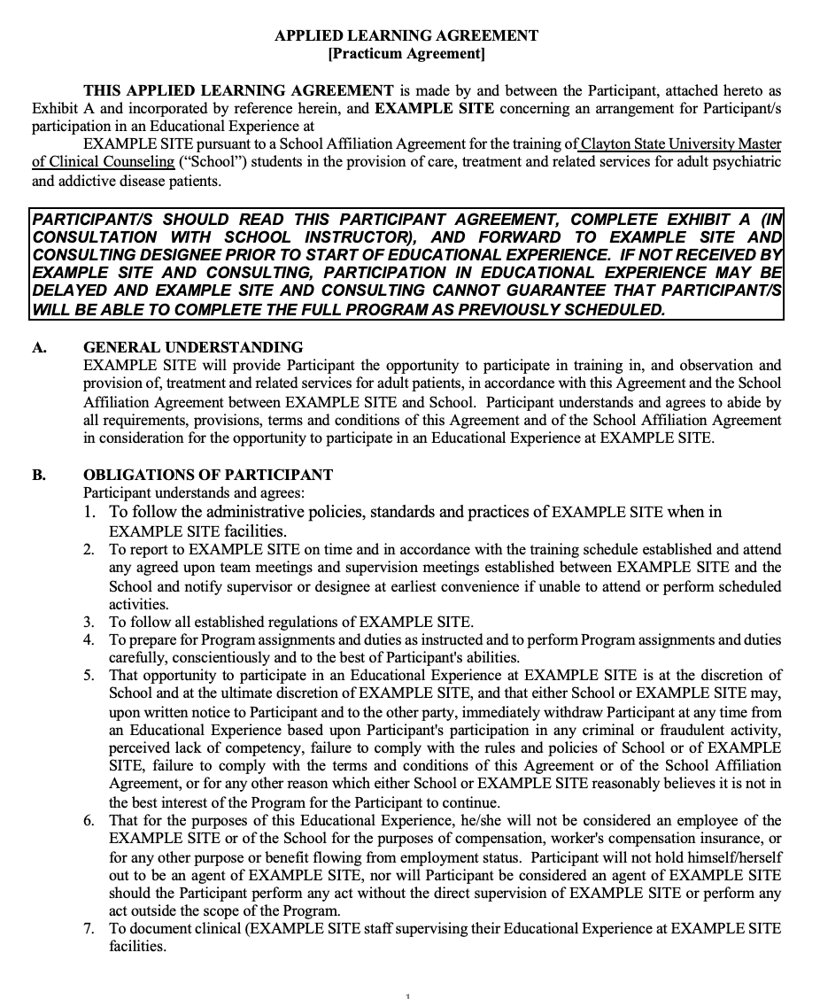 APPLIED LEARNING AGREEMENT
[Practicum Agreement]
THIS APPLIED LEARNING AGREEMENT is made by and between the Participant, attached hereto as
Exhibit A and incorporated by reference herein, and EXAMPLE SITE concerning an arrangement for Participant/s
participation in an Educational Experience at
EXAMPLE SITE pursuant to a School Affiliation Agreement for the training of Clayton State University Master
of Clinical Counseling (“School”) students in the provision of care, treatment and related services for adult psychiatric
and addictive disease patients.
PARTICIPANT/S SHOULD READ THIS PARTICIPANT AGREEMENT, COMPLETE EXHIBIT A (IN
CONSULTATION WITH SCHOOL INSTRUCTOR), AND FORWARD TO EXAMPLE SITE AND
CONSULTING DESIGNEE PRIOR TO START OF EDUCATIONAL EXPERIENCE. IF NOT RECEIVED BY
EXAMPLE SITE AND CONSULTING, PARTICIPATION IN EDUCATIONAL EXPERIENCE MAY BE
DELAYED AND EXAMPLE SITE AND CONSULTING CANNOT GUARANTEE THAT PARTICIPANT/S
WILL BE ABLE TO COMPLETE THE FULL PROGRAM AS PREVIOUSLY SCHEDULED.
A. GENERAL UNDERSTANDING
EXAMPLE SITE will provide Participant the opportunity to participate in training in, and observation and
provision of, treatment and related services for adult patients, in accordance with this Agreement and the School
Affiliation Agreement between EXAMPLE SITE and School. Participant understands and agrees to abide by
all requirements, provisions, terms and conditions of this Agreement and of the School Affiliation Agreement
in consideration for the opportunity to participate in an Educational Experience at EXAMPLE SITE.
B. OBLIGATIONS OF PARTICIPANT
Participant understands and agrees:
1. To follow the administrative policies, standards and practices of EXAMPLE SITE when in
EXAMPLE SITE facilities.
2. To report to EXAMPLE SITE on time and in accordance with the training schedule established and attend
any agreed upon team meetings and supervision meetings established between EXAMPLE SITE and the
School and notify supervisor or designee at earliest convenience if unable to attend or perform scheduled
activities.
3. To follow all established regulations of EXAMPLE SITE.
4. To prepare for Program assignments and duties as instructed and to perform Program assignments and duties
carefully, conscientiously and to the best of Participant's abilities.
5. That opportunity to participate in an Educational Experience at EXAMPLE SITE is at the discretion of
School and at the ultimate discretion of EXAMPLE SITE, and that either School or EXAMPLE SITE may,
upon written notice to Participant and to the other party, immediately withdraw Participant at any time from
an Educational Experience based upon Participant's participation in any criminal or fraudulent activity,
perceived lack of competency, failure to comply with the rules and policies of School or of EXAMPLE
SITE, failure to comply with the terms and conditions of this Agreement or of the School Affiliation
Agreement, or for any other reason which either School or EXAMPLE SITE reasonably believes it is not in
the best interest of the Program for the Participant to continue.
6. That for the purposes of this Educational Experience, he/she will not be considered an employee of the
EXAMPLE SITE or of the School for the purposes of compensation, worker's compensation insurance, or
for any other purpose or benefit flowing from employment status. Participant will not hold himself/herself
out to be an agent of EXAMPLE SITE, nor will Participant be considered an agent of EXAMPLE SITE
should the Participant perform any act without the direct supervision of EXAMPLE SITE or perform any
act outside the scope of the Program.
7. To document clinical (EXAMPLE SITE staff supervising their Educational Experience at EXAMPLE SITE
facilities.
1